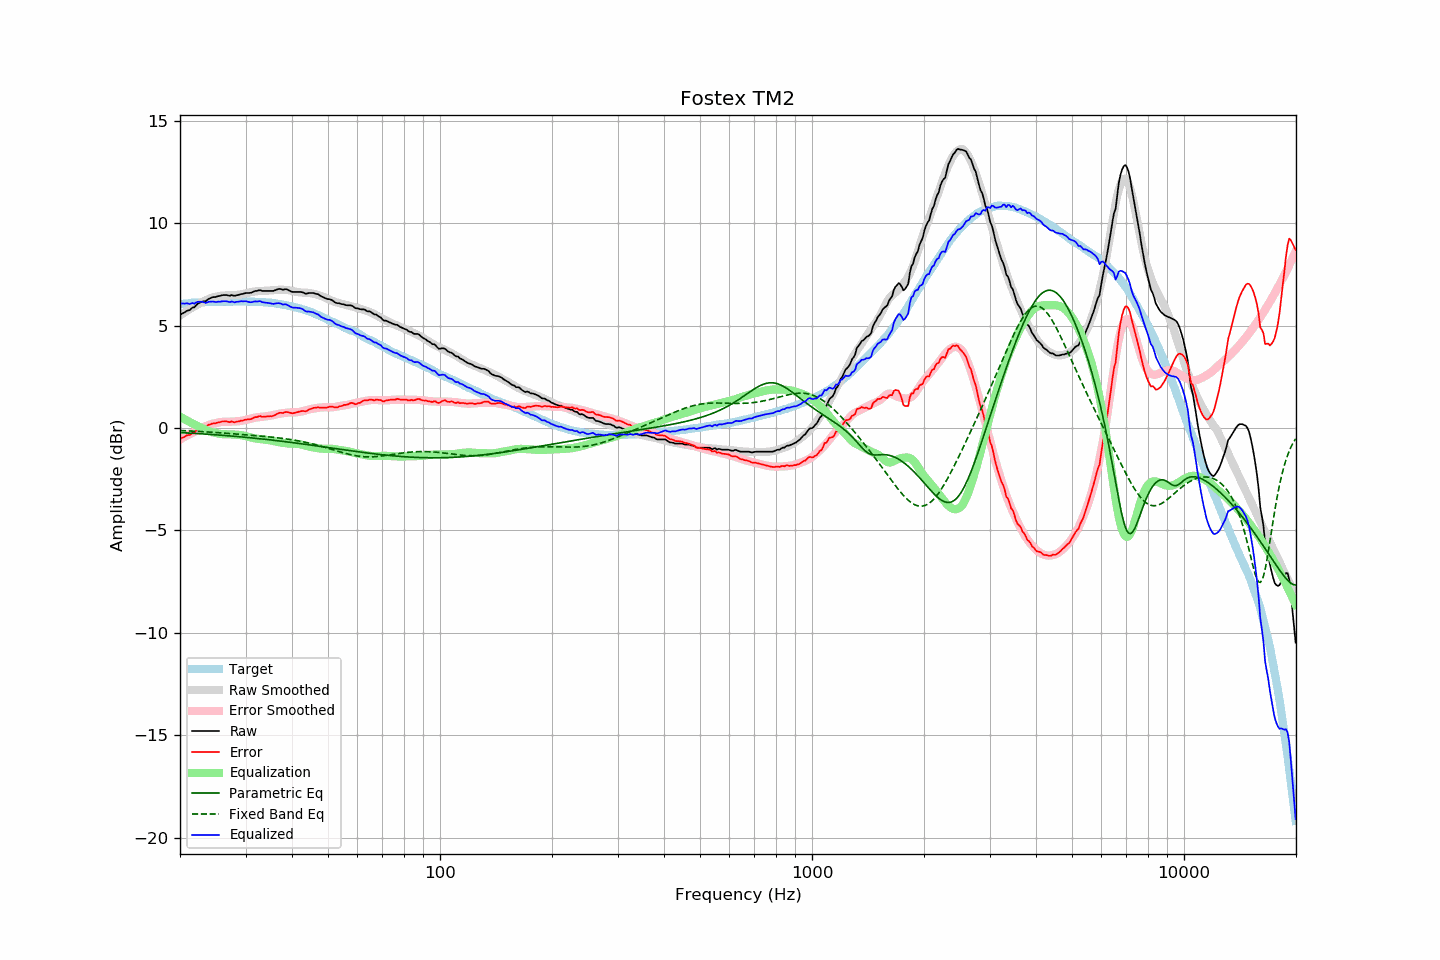 Fostex TM2
Amplitude (dBr)
15
10
5
0
−5
−10
−15
−20
Target
Raw Smoothed
Error Smoothed
Raw
Error
Equalization
Parametric Eq
Fixed Band Eq
Equalized
100
1000
10000
Frequency (Hz)